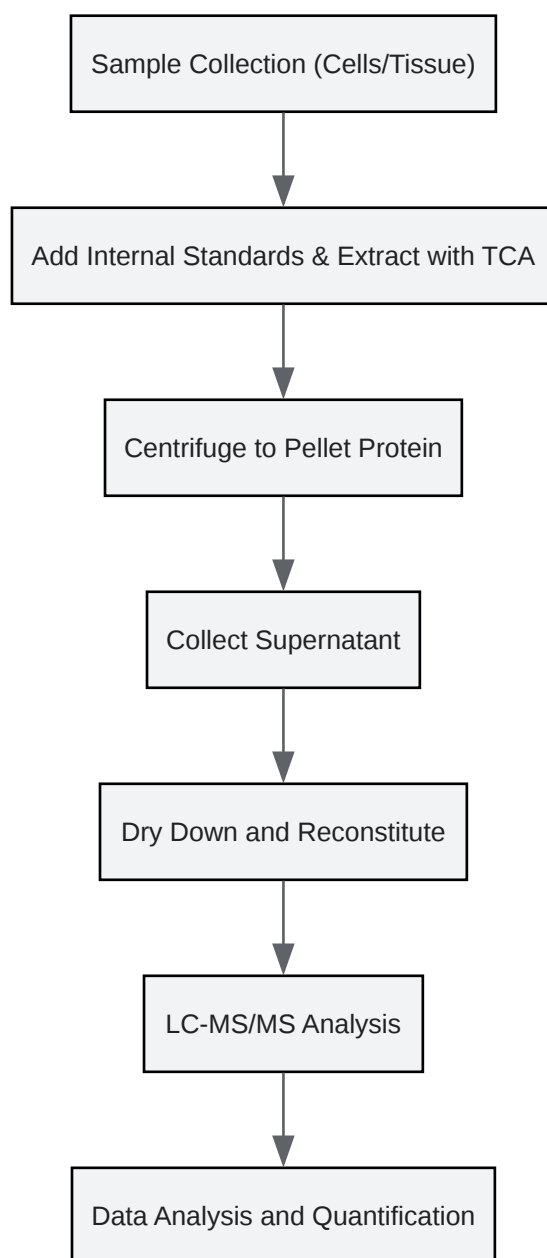 Sample Collection (Cells/Tissue)
Add Internal Standards & Extract with TCA
Centrifuge to Pellet Protein
Collect Supernatant
Dry Down and Reconstitute
LC-MS/MS Analysis
Data Analysis and Quantification